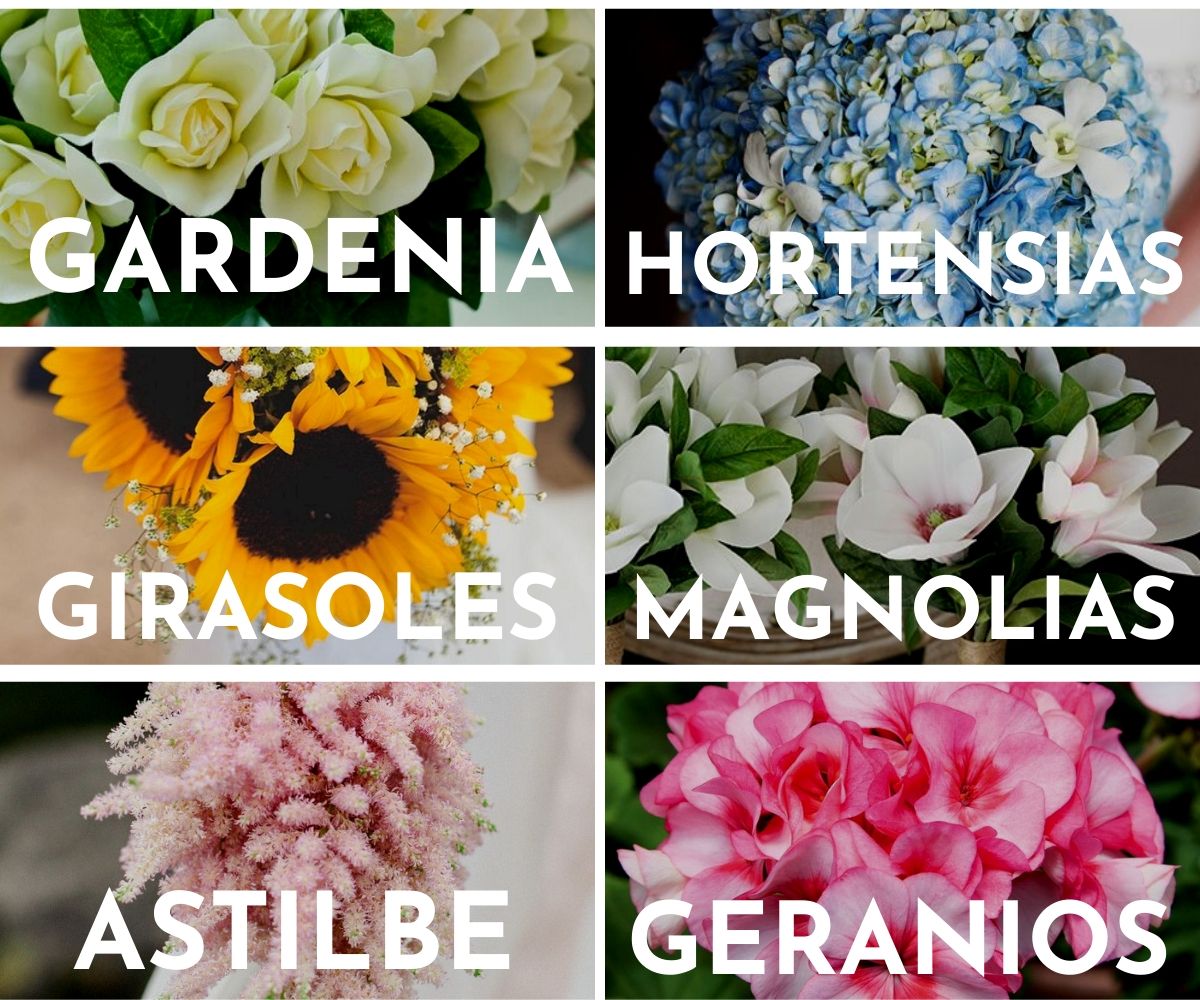 GARDENIA
HORTENSIAS
GIRASOLES
MAGNOLIAS
ASTILBE
GERANIOS